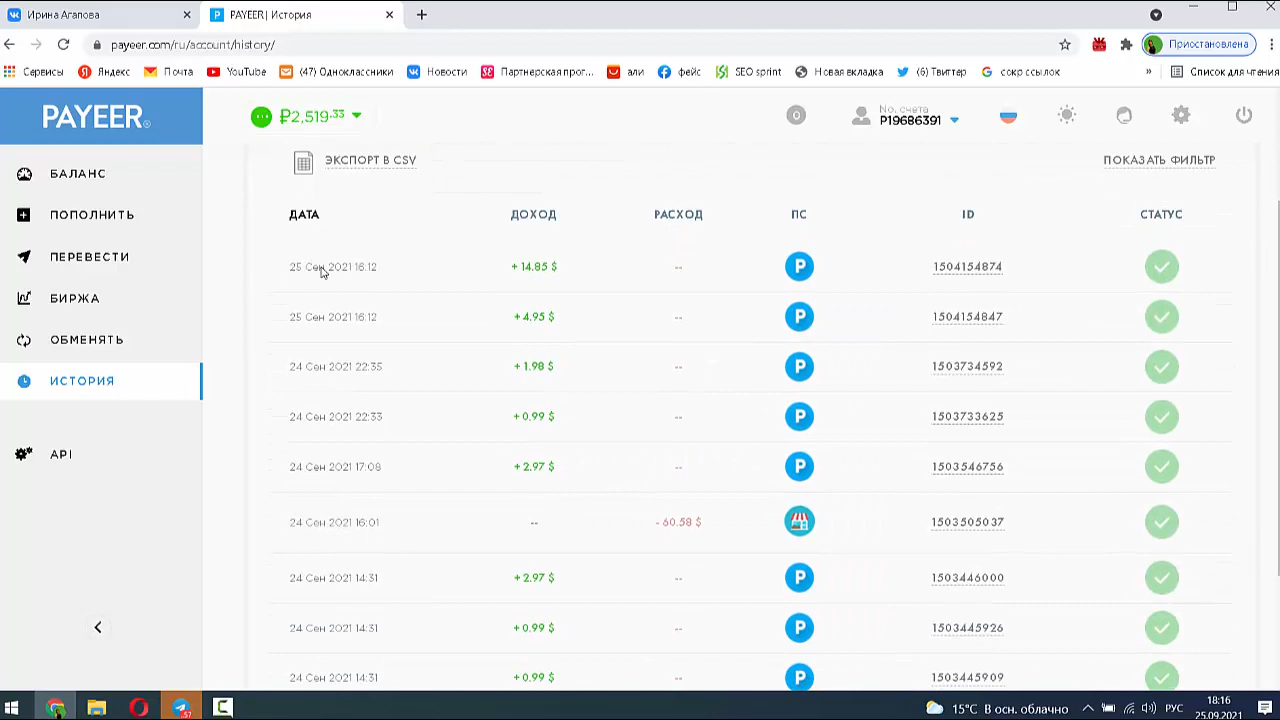 Ирина Агапова
PAYEER | История
payeer.com/ru/account/history/
Приостановлена
Сервисы
Яндекс
Почта
YouTube
(47) Одноклассники
Новости
Партнерская прог...
али
фейс
SEO sprint
Новая вкладка
(6) Твиттер
сокр ссылок
»
Список для чтения
PAYEER®
₽2,519.33
0
No. счета
P19686391
БАЛАНС
ПОПОЛНИТЬ
ПЕРЕВЕСТИ
БИРЖА
ОБМЕНЯТЬ
ИСТОРИЯ
API
ЭКСПОРТ В CSV
ПОКАЗАТЬ ФИЛЬТР
ДАТА ДОХОД РАСХОД ПС ID СТАТУС
25 Сен 2021 16:12 + 14.85 $ -- P 1504154874
25 Сен 2021 16:12 + 4.95 $ -- P 1504154847
24 Сен 2021 22:35 + 1.98 $ -- P 1503734592
24 Сен 2021 22:33 + 0.99 $ -- P 1503733625
24 Сен 2021 17:08 + 2.97 $ -- P 1503546756
24 Сен 2021 16:01 -- - 60.58 $ 1503505037
24 Сен 2021 14:31 + 2.97 $ -- P 1503446000
24 Сен 2021 14:31 + 0.99 $ -- P 1503445926
24 Сен 2021 14:31 + 0.99 $ -- P 1503445909
57
15°C В осн. облачно
РУС
18:16
25.09.2021